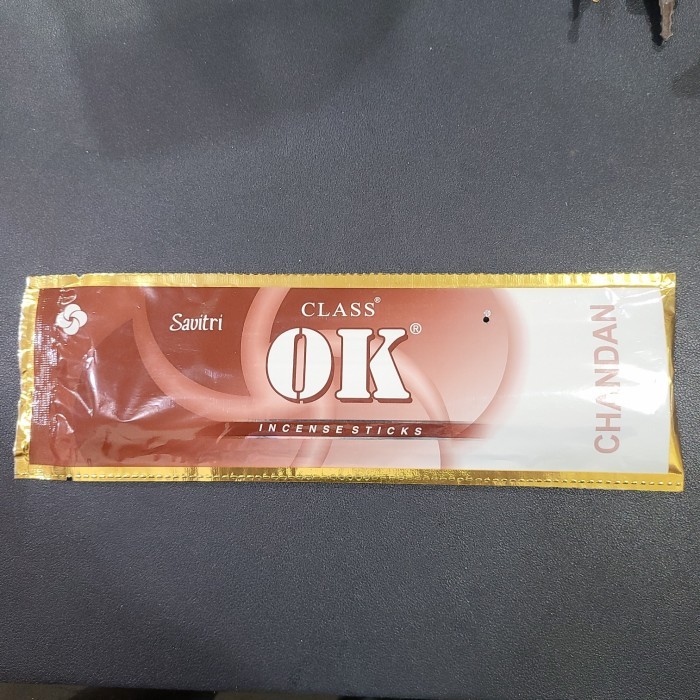 Savitri
CLASS®
OK®
INCENSE STICKS
CHANDAN